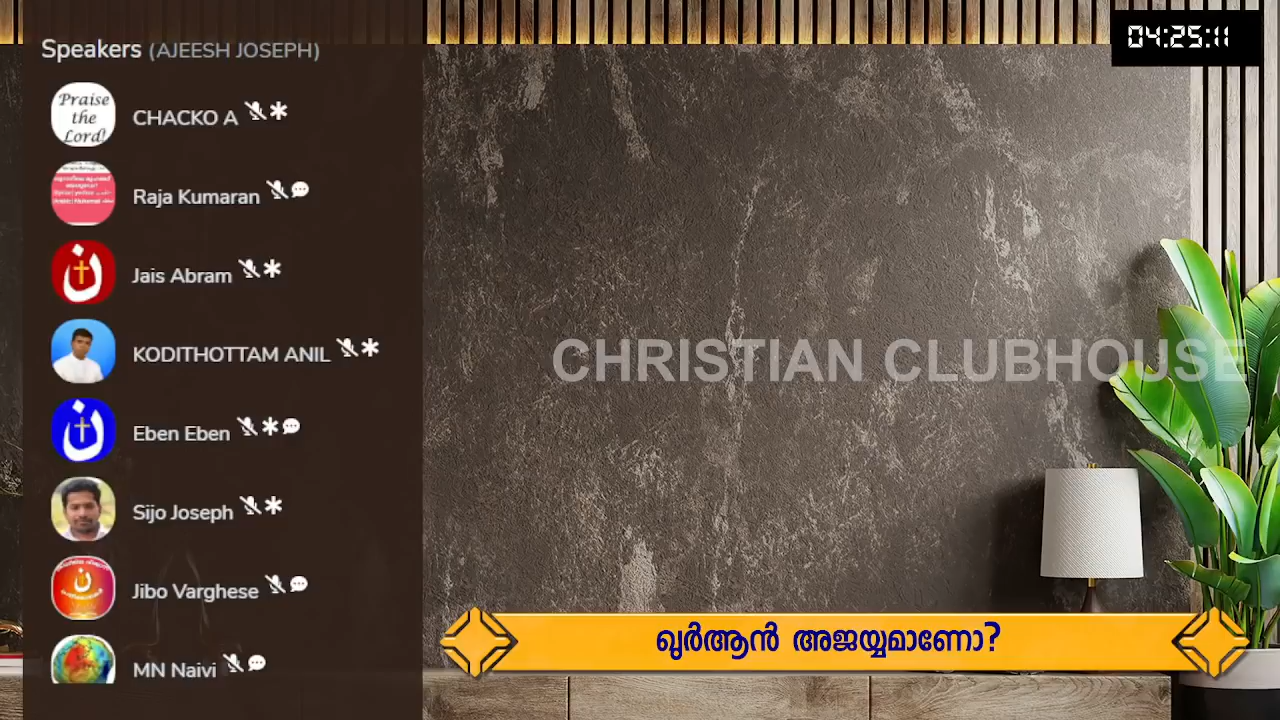 Speakers (AJEESH JOSEPH)
04:25:11
Praise
the
Lord!
CHACKO A
Raja Kumaran
Jais Abram
KODITHOTTAM ANIL
Eben Eben
Sijo Joseph
Jibo Varghese
MN Naivi
CHRISTIAN CLUBHOUSE
ഖുർആൻ അജയ്യമാണോ?